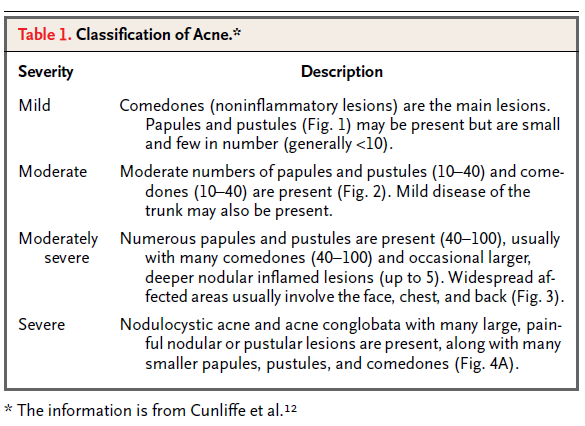 Table 1. Classification of Acne.*
Severity Description
Mild Comedones (noninflammatory lesions) are the main lesions.
Papules and pustules (Fig. 1) may be present but are small
and few in number (generally <10).
Moderate Moderate numbers of papules and pustules (10–40) and come-
dones (10–40) are present (Fig. 2). Mild disease of the
trunk may also be present.
Moderately Numerous papules and pustules are present (40–100), usually
severe with many comedones (40–100) and occasional larger,
deeper nodular inflamed lesions (up to 5). Widespread af-
fected areas usually involve the face, chest, and back (Fig. 3).
Severe Nodulocystic acne and acne conglobata with many large, pain-
ful nodular or pustular lesions are present, along with many
smaller papules, pustules, and comedones (Fig. 4A).
* The information is from Cunliffe et al.¹²